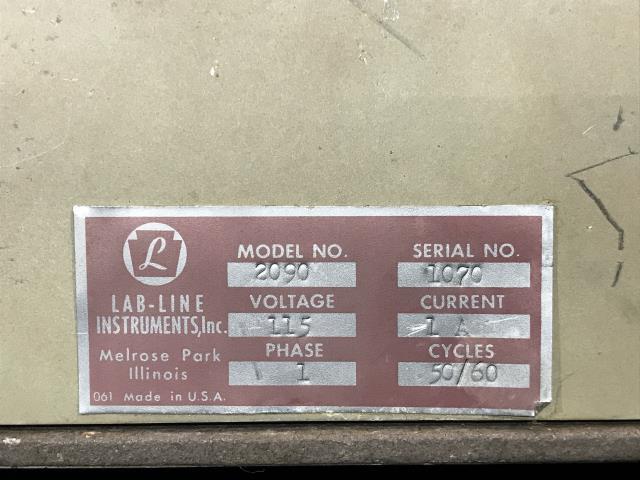 L
MODEL NO. SERIAL NO.
2090 1070
LAB-LINE VOLTAGE CURRENT
INSTRUMENTS,Inc. 115 1 A
Melrose Park PHASE CYCLES
Illinois 1 50/60
061 Made in U.S.A.